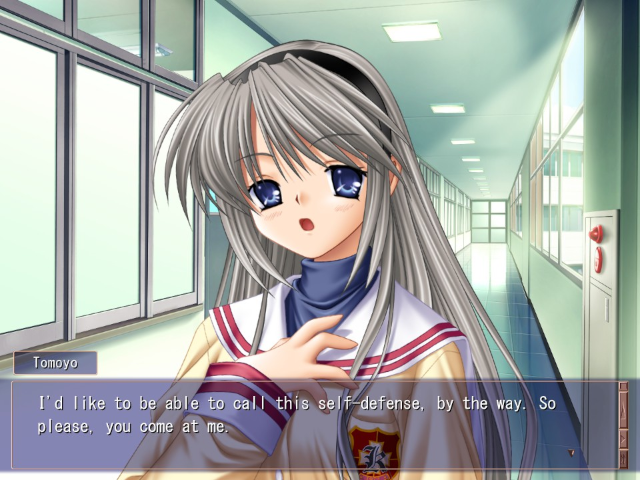 Tomoyo
I'd like to be able to call this self-defense, by the way. So
please, you come at me.